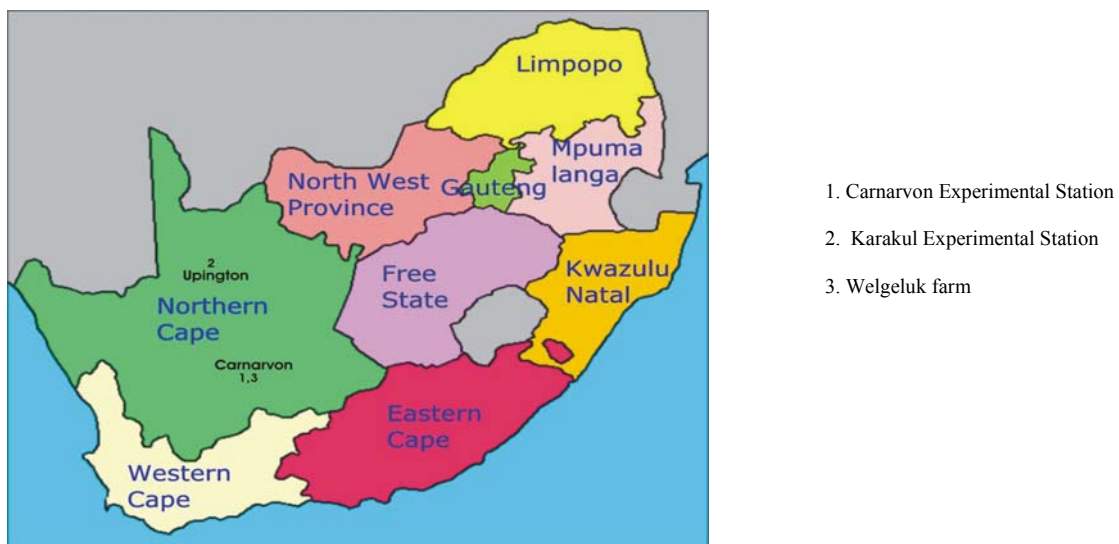 Limpopo
Mpuma
langa
North West
Province
Gauteng
Free
State
Kwazulu
Natal
2
Upington
Northern
Cape
Carnarvon
1,3
Eastern
Cape
Western
Cape
1. Carnarvon Experimental Station
2. Karakul Experimental Station
3. Welgeluk farm